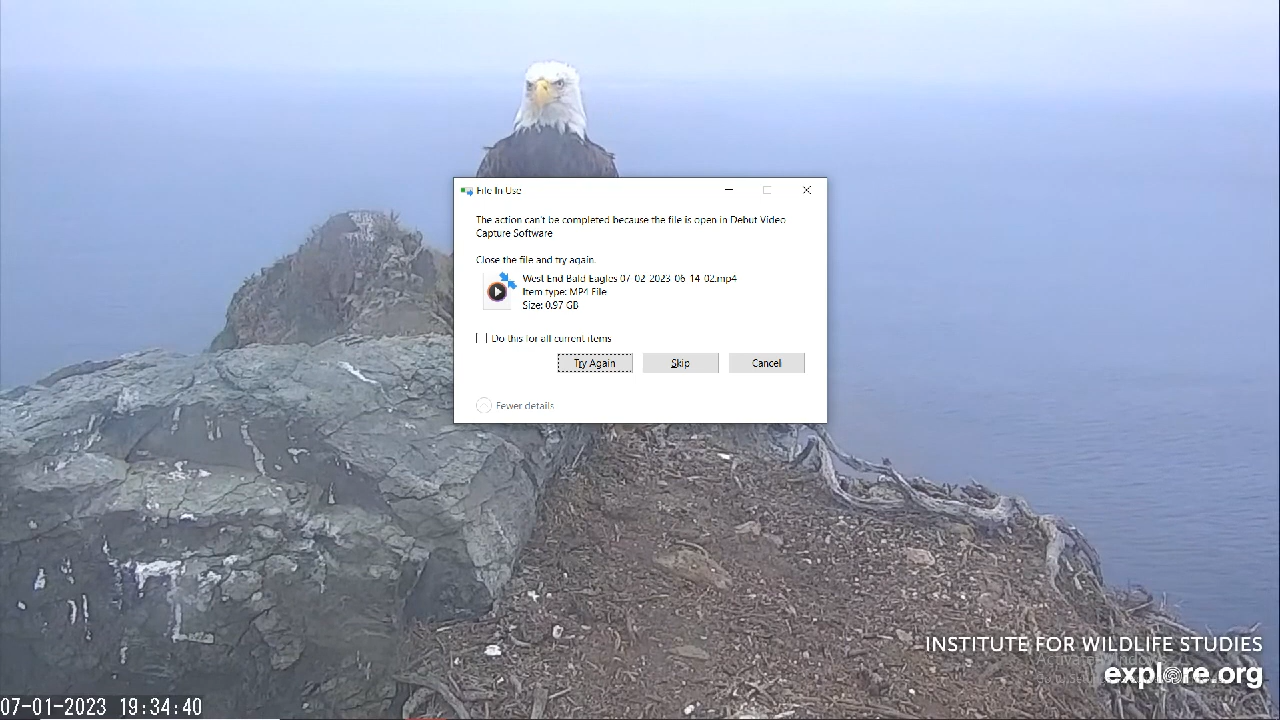 File In Use
The action can't be completed because the file is open in Debut Video
Capture Software
Close the file and try again.
West End Bald Eagles 07-02-2023-06-14-02.mp4
Item type: MP4 File
Size: 0.97 GB
Do this for all current items
Try Again Skip Cancel
Fewer details
INSTITUTE FOR WILDLIFE STUDIES
explore.org
07-01-2023 19:34:40